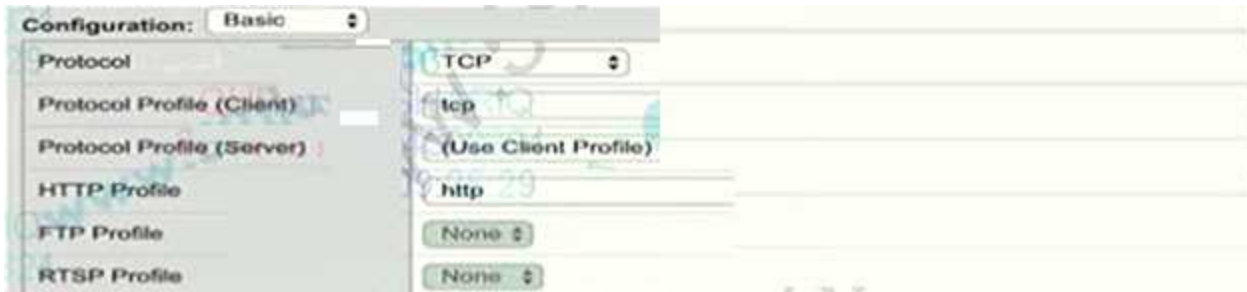 Configuration: Basic
Protocol TCP
Protocol Profile (Client) tcp
Protocol Profile (Server) (Use Client Profile)
HTTP Profile http
FTP Profile None
RTSP Profile None